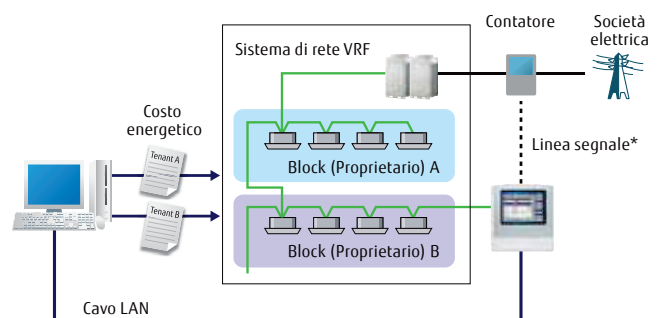 Contatore
Società
elettrica
Sistema di rete VRF
Costo
energetico
Tenant A
Block (Proprietario) A
Linea segnale*
Tenant B
Block (Proprietario) B
Cavo LAN